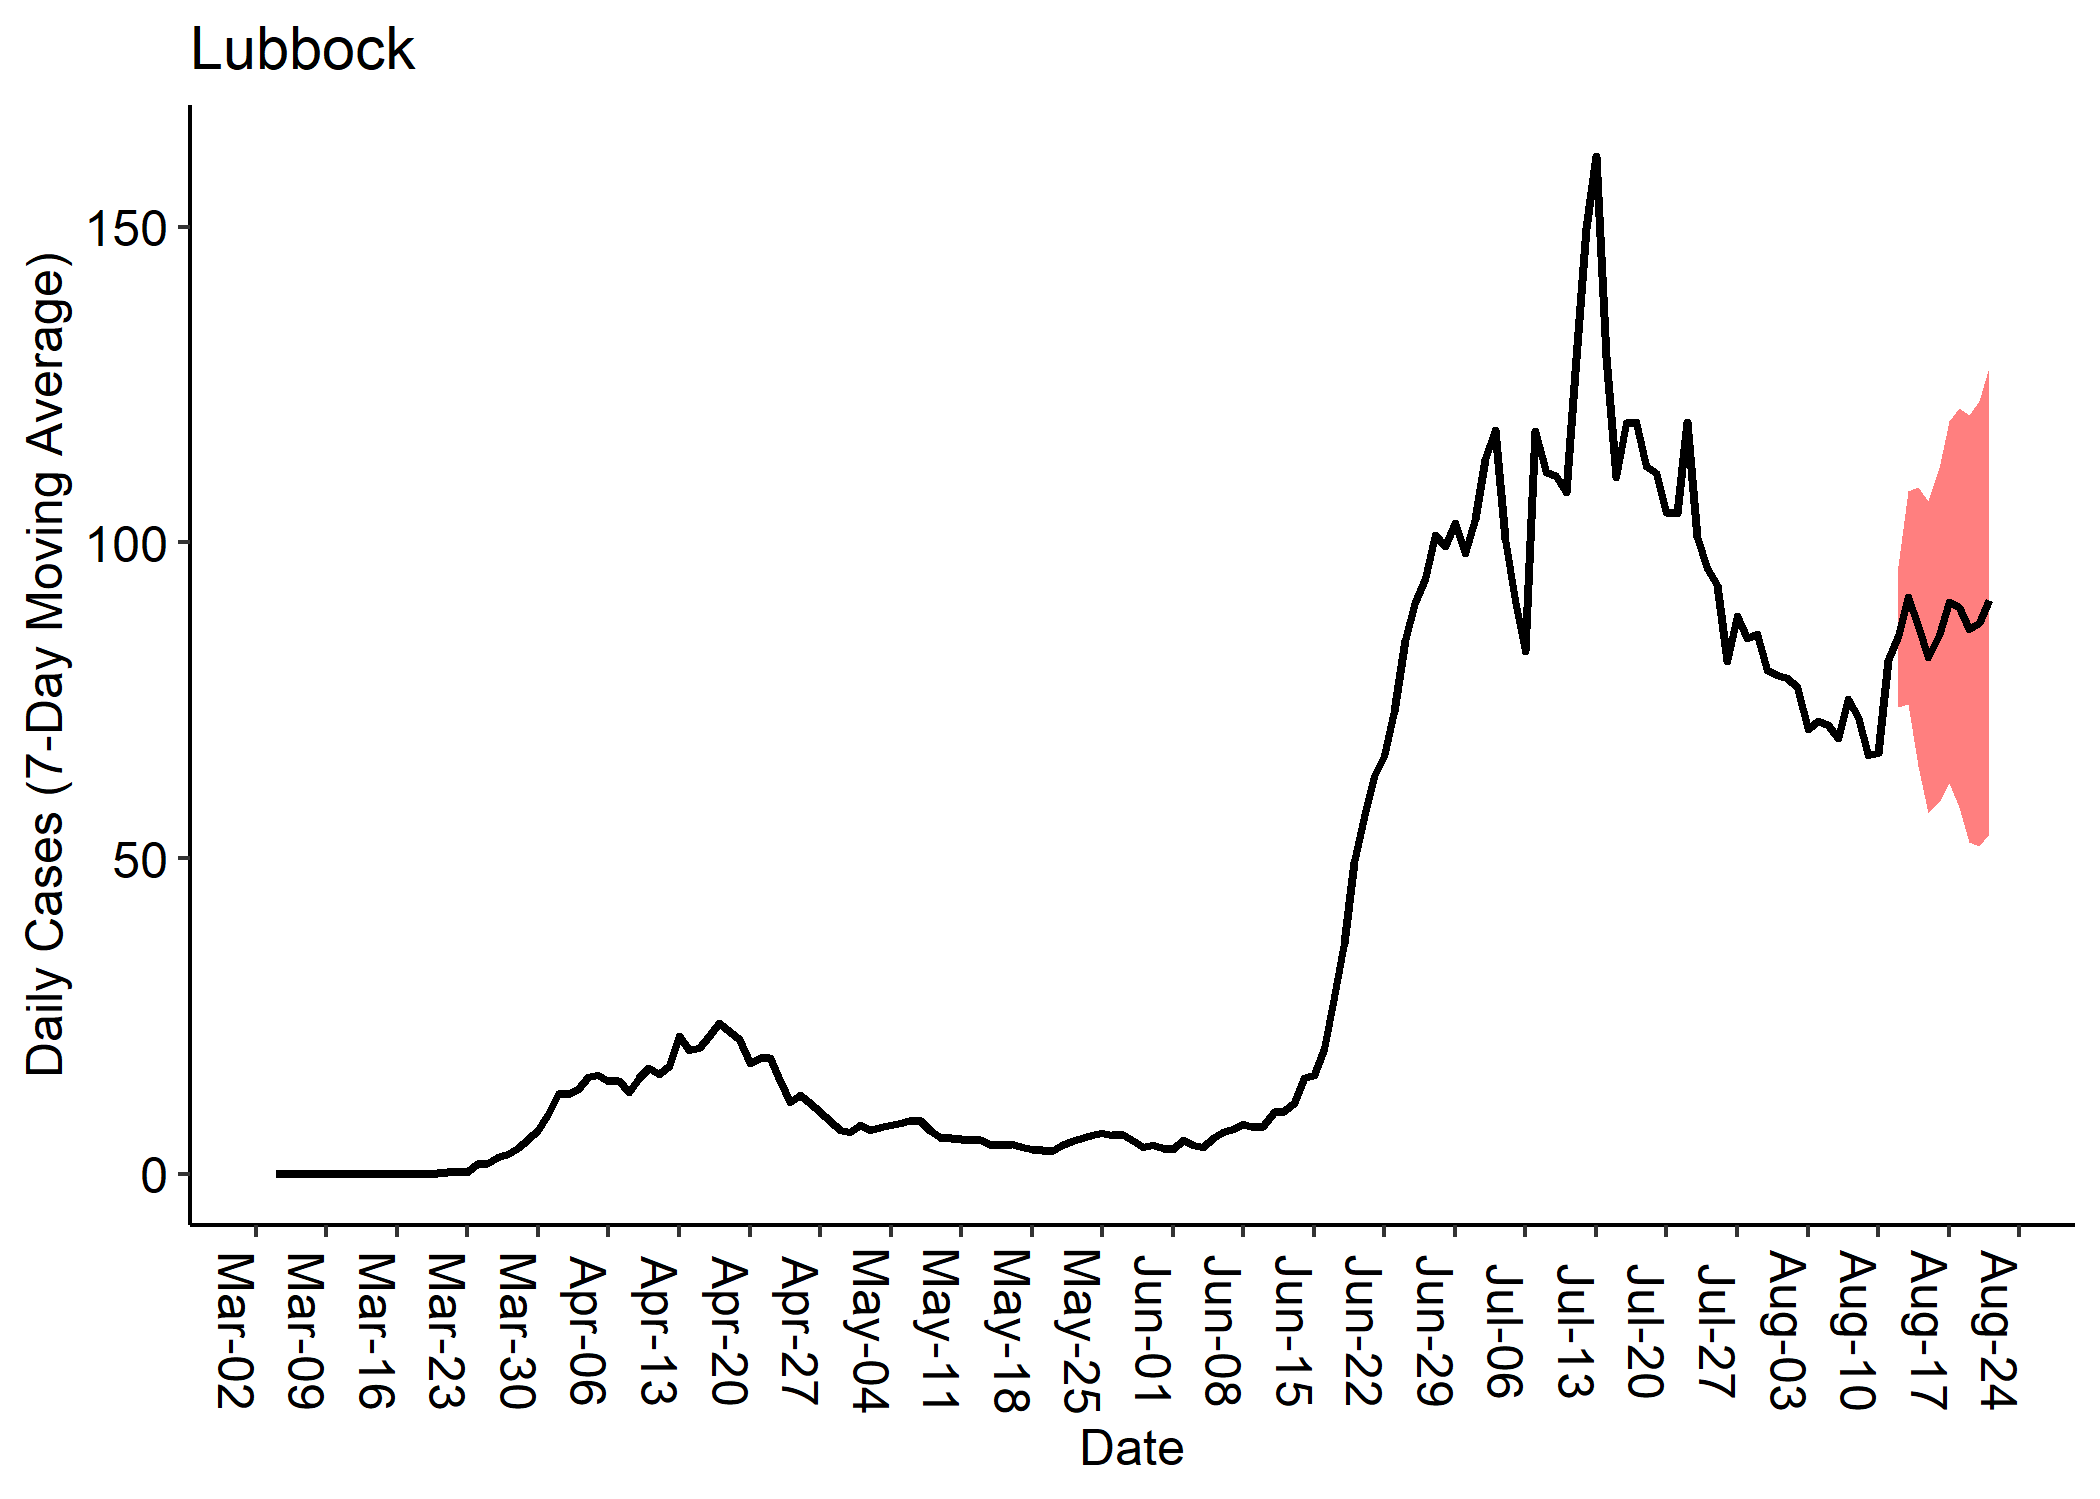 Lubbock
Daily Cases (7-Day Moving Average)
150
100
50
0
Mar-02
Mar-09
Mar-16
Mar-23
Mar-30
Apr-06
Apr-13
Apr-20
Apr-27
May-04
May-11
May-18
May-25
Jun-01
Jun-08
Jun-15
Jun-22
Jun-29
Jul-06
Jul-13
Jul-20
Jul-27
Aug-03
Aug-10
Aug-17
Aug-24
Date